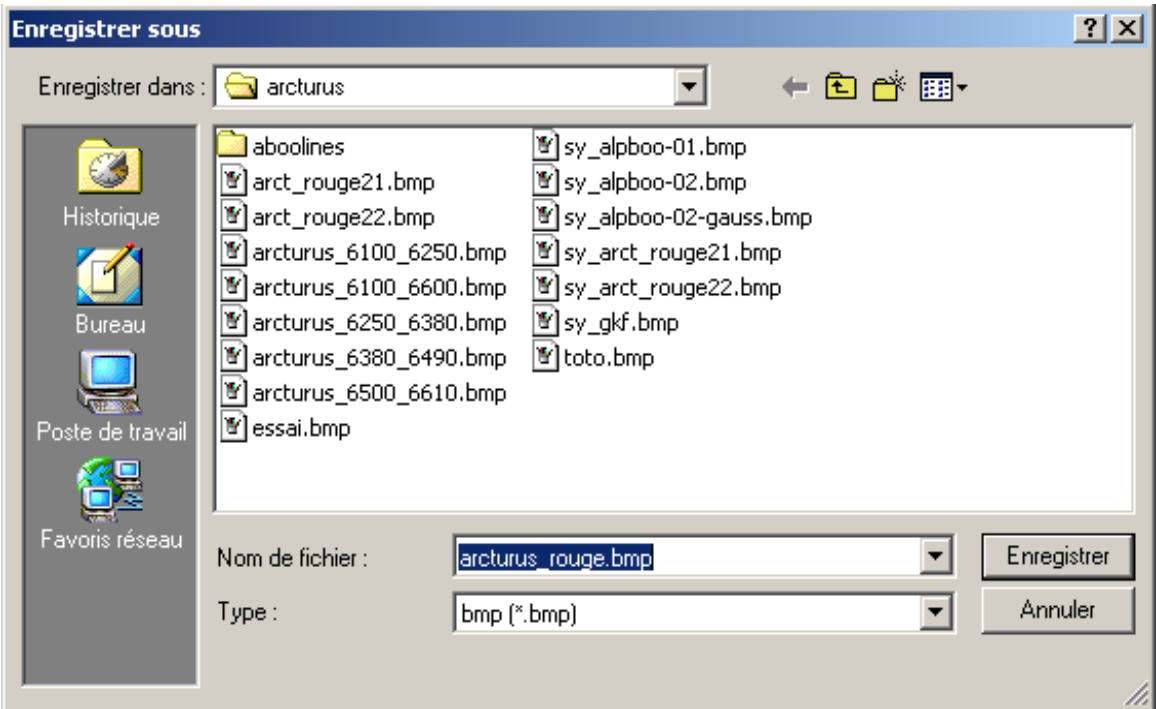 Enregistrer sous
Enregistrer dans : arcturus
Historique
Bureau
Poste de travail
Favoris réseau
aboolines
arct_rouge21.bmp
arct_rouge22.bmp
arcturus_6100_6250.bmp
arcturus_6100_6600.bmp
arcturus_6250_6380.bmp
arcturus_6380_6490.bmp
arcturus_6500_6610.bmp
essai.bmp
sy_alpboo-01.bmp
sy_alpboo-02.bmp
sy_alpboo-02-gauss.bmp
sy_arct_rouge21.bmp
sy_arct_rouge22.bmp
sy_gkf.bmp
toto.bmp
Nom de fichier : arcturus_rouge.bmp Enregistrer
Type : bmp (*.bmp) Annuler